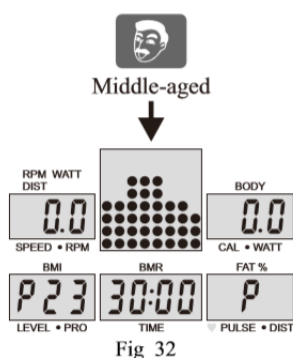 Middle-aged
RPM WATT
DIST
BODY
0.0
0.0
SPEED • RPM
CAL • WATT
BMI
BMR
FAT %
P23
30:00
P
LEVEL • PRO
TIME
♥ PULSE • DIST
Fig 32